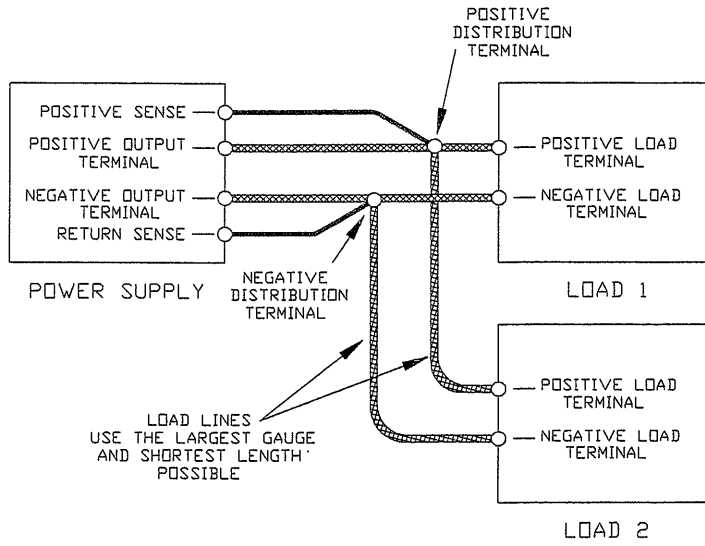 POSITIVE
DISTRIBUTION
TERMINAL
POSITIVE SENSE
POSITIVE OUTPUT
TERMINAL
NEGATIVE OUTPUT
TERMINAL
RETURN SENSE
POWER SUPPLY
POSITIVE LOAD
TERMINAL
NEGATIVE LOAD
TERMINAL
LOAD 1
NEGATIVE
DISTRIBUTION
TERMINAL
LOAD LINES
USE THE LARGEST GAUGE
AND SHORTEST LENGTH
POSSIBLE
POSITIVE LOAD
TERMINAL
NEGATIVE LOAD
TERMINAL
LOAD 2